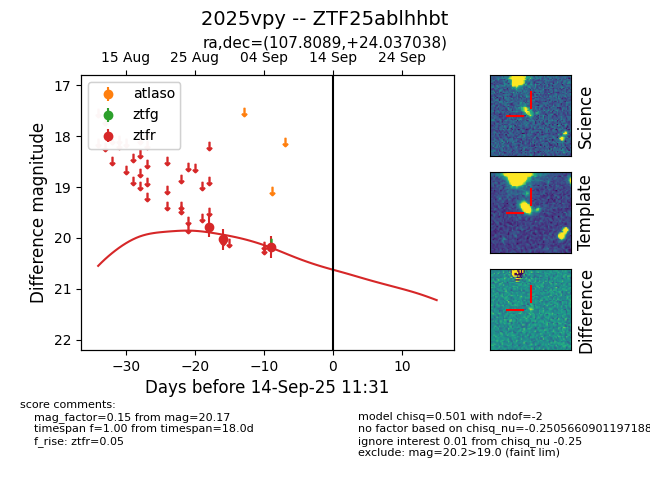 2025vpy -- ZTF25ablhhbt
ra,dec=(107.8089,+24.037038)
15 Aug 25 Aug 04 Sep 14 Sep 24 Sep
atlaso
ztfg
ztfr
17
18
19
20
21
22
Difference magnitude
−30 −20 −10 0 10
Days before 14-Sep-25 11:31
Science
Template
Difference
score comments:
mag_factor=0.15 from mag=20.17
timespan f=1.00 from timespan=18.0d
f_rise: ztfr=0.05
model chisq=0.501 with ndof=-2
no factor based on chisq_nu=-0.2505660901197188
ignore interest 0.01 from chisq_nu -0.25
exclude: mag=20.2>19.0 (faint lim)